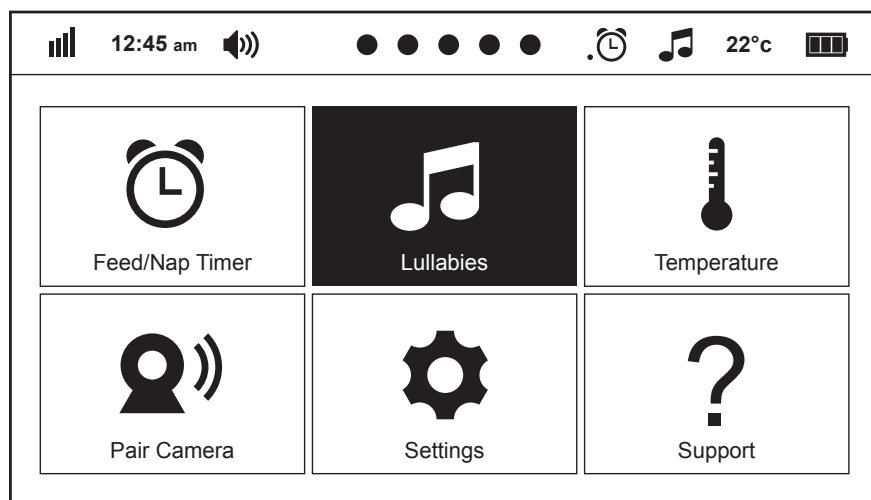 12:45 am 22°c
Feed/Nap Timer Lullabies Temperature
Pair Camera Settings ? Support